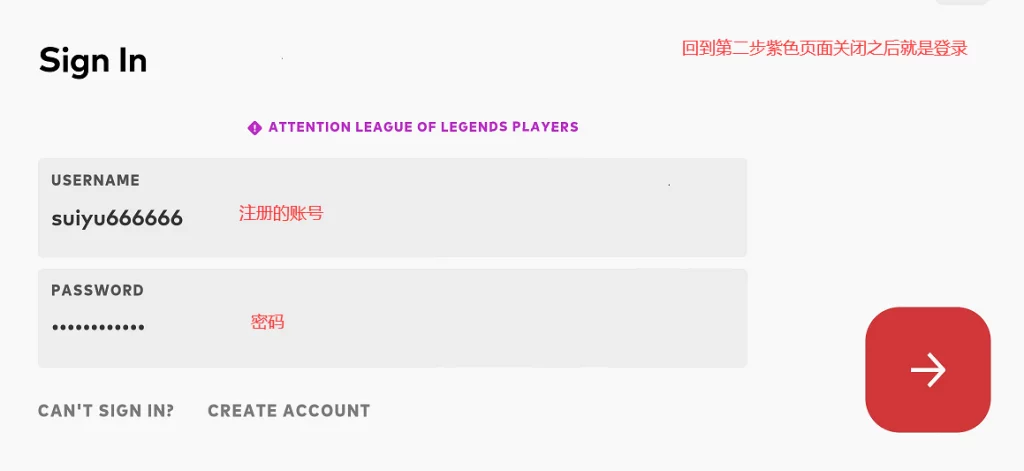 Sign In
回到第二步紫色页面关闭之后就是登录
ATTENTION LEAGUE OF LEGENDS PLAYERS
USERNAME
suiyu666666 注册的账号
PASSWORD
•••••••••••• 密码
CAN'T SIGN IN? CREATE ACCOUNT